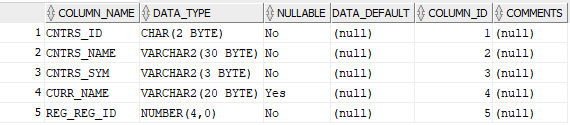 COLUMN_NAME DATA_TYPE NULLABLE DATA_DEFAULT COLUMN_ID COMMENTS
1 CNTRS_ID CHAR(2 BYTE) No (null) 1 (null)
2 CNTRS_NAME VARCHAR2(30 BYTE) No (null) 2 (null)
3 CNTRS_SYM VARCHAR2(3 BYTE) No (null) 3 (null)
4 CURR_NAME VARCHAR2(20 BYTE) Yes (null) 4 (null)
5 REG_REG_ID NUMBER(4,0) No (null) 5 (null)